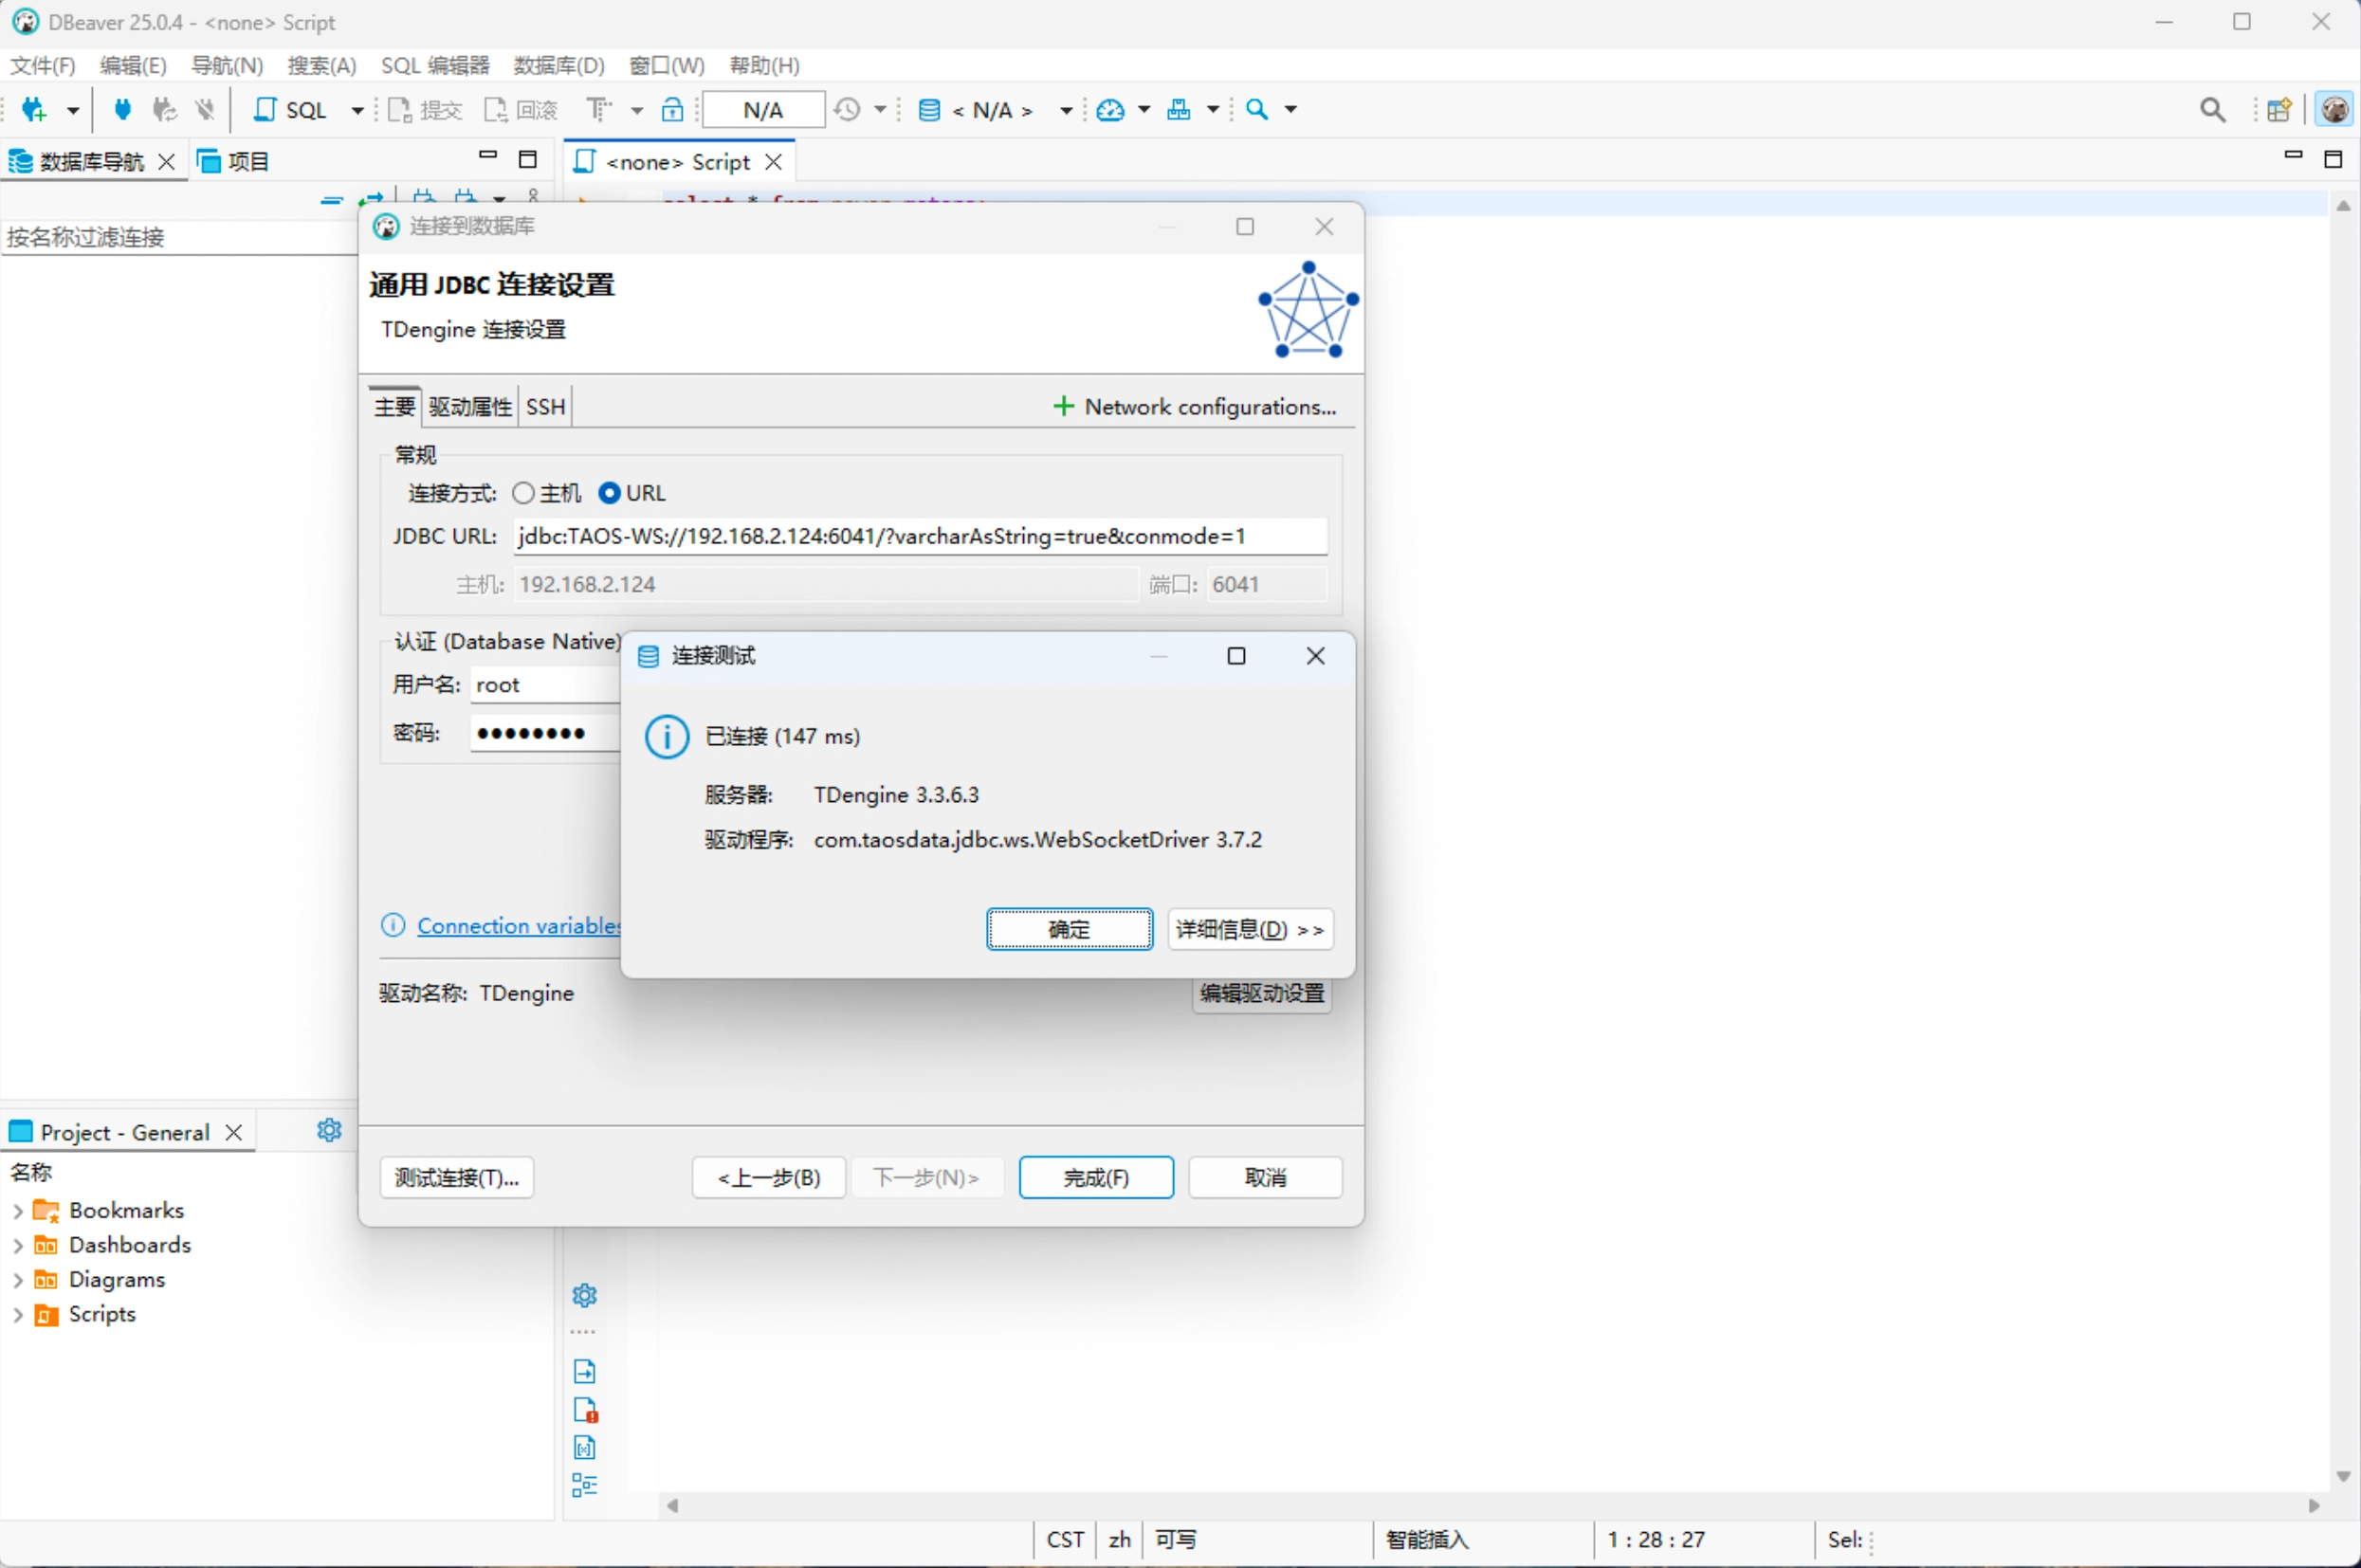 DBeaver 25.0.4 - <none> Script
文件(F) 编辑(E) 导航(N) 搜索(A) SQL 编辑器 数据库(D) 窗口(W) 帮助(H)
SQL 提交 回滚 N/A < N/A >
数据库导航 项目
<none> Script
按名称过滤连接
连接到数据库
通用 JDBC 连接设置
TDengine 连接设置
主要 驱动属性 SSH Network configurations...
常规
连接方式: 主机 URL
JDBC URL: jdbc:TAOS-WS://192.168.2.124:6041/?varcharAsString=true&conmode=1
主机: 192.168.2.124 端口: 6041
认证 (Database Native)
用户名: root
密码: ●●●●●●●●
连接测试
已连接 (147 ms)
服务器: TDengine 3.3.6.3
驱动程序: com.taosdata.jdbc.ws.WebSocketDriver 3.7.2
确定 详细信息(D) >>
Connection variables
驱动名称: TDengine 编辑驱动设置
测试连接(T)... <上一步(B) 下一步(N)> 完成(F) 取消
Project - General
名称
Bookmarks
Dashboards
Diagrams
Scripts
CST zh 可写 智能插入 1 : 28 : 27 Sel: